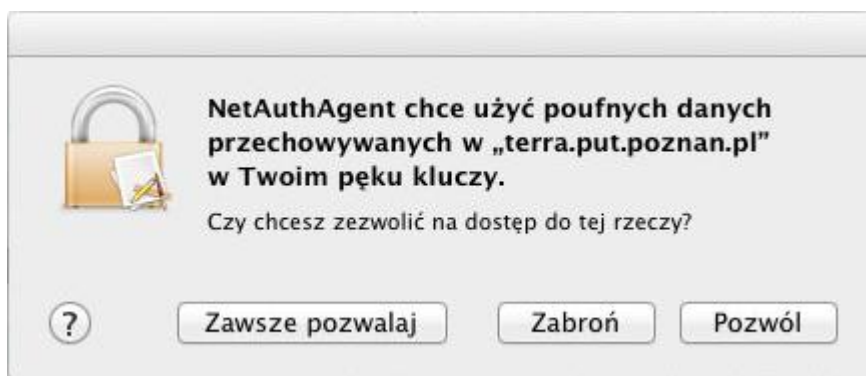 NetAuthAgent chce użyć poufnych danych
przechowywanych w „terra.put.poznan.pl”
w Twoim pęku kluczy.
Czy chcesz zezwolić na dostęp do tej rzeczy?
? Zawsze pozwalaj Zabroń Pozwól